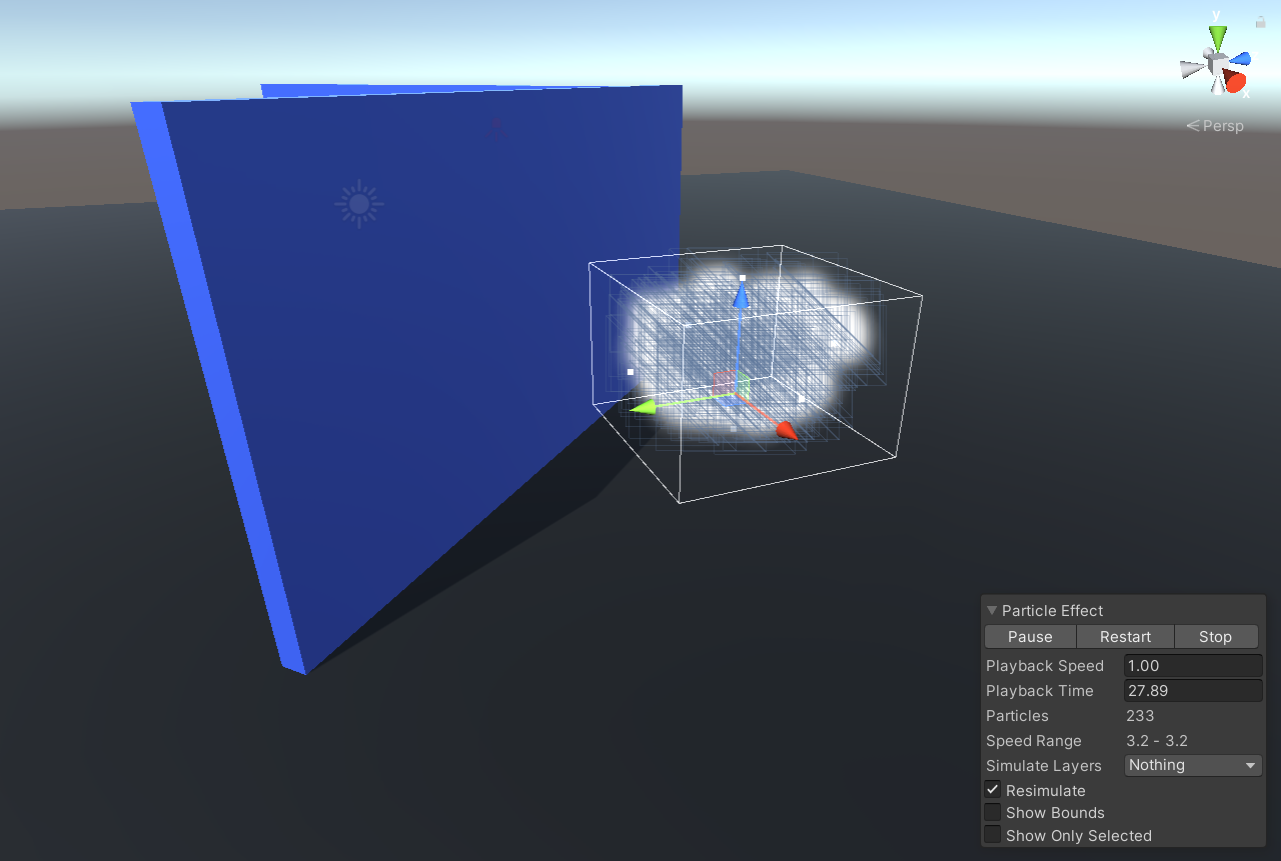 y
x
Persp
Particle Effect
Pause Restart Stop
Playback Speed 1.00
Playback Time 27.89
Particles 233
Speed Range 3.2 - 3.2
Simulate Layers Nothing
Resimulate
Show Bounds
Show Only Selected